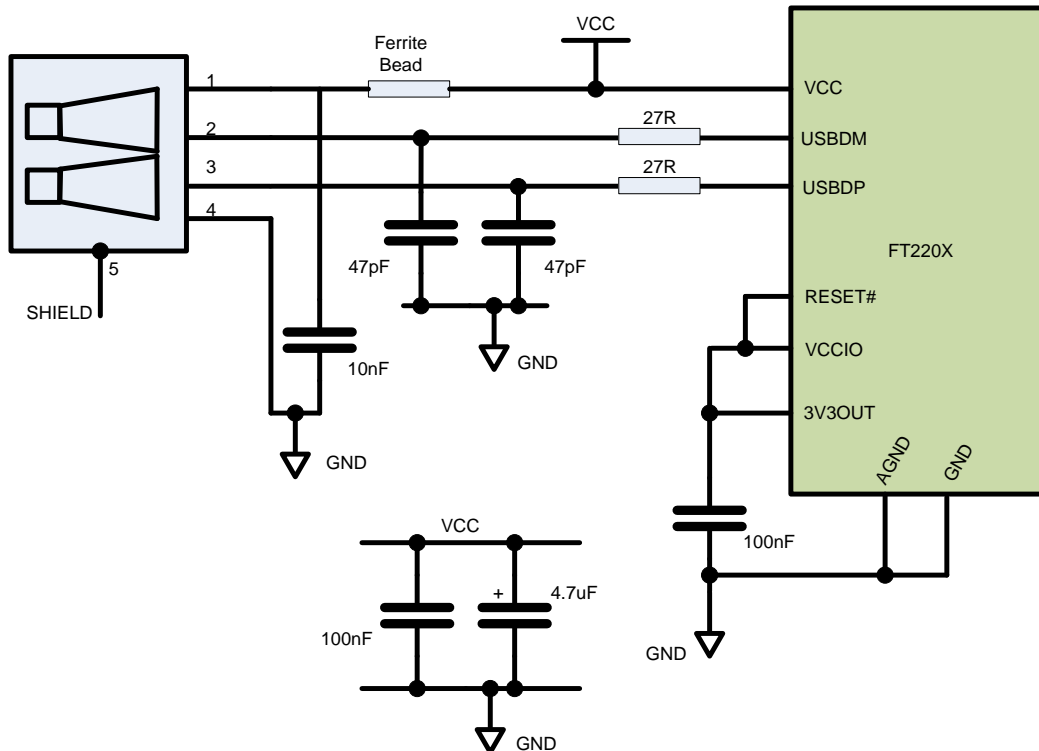 VCC
Ferrite
Bead
1
VCC
27R
2
USBDM
27R
3
USBDP
4
47pF
47pF
FT220X
5
SHIELD
RESET#
10nF
GND
VCCIO
3V3OUT
GND
AGND
GND
VCC
100nF
+
4.7uF
100nF
GND
GND